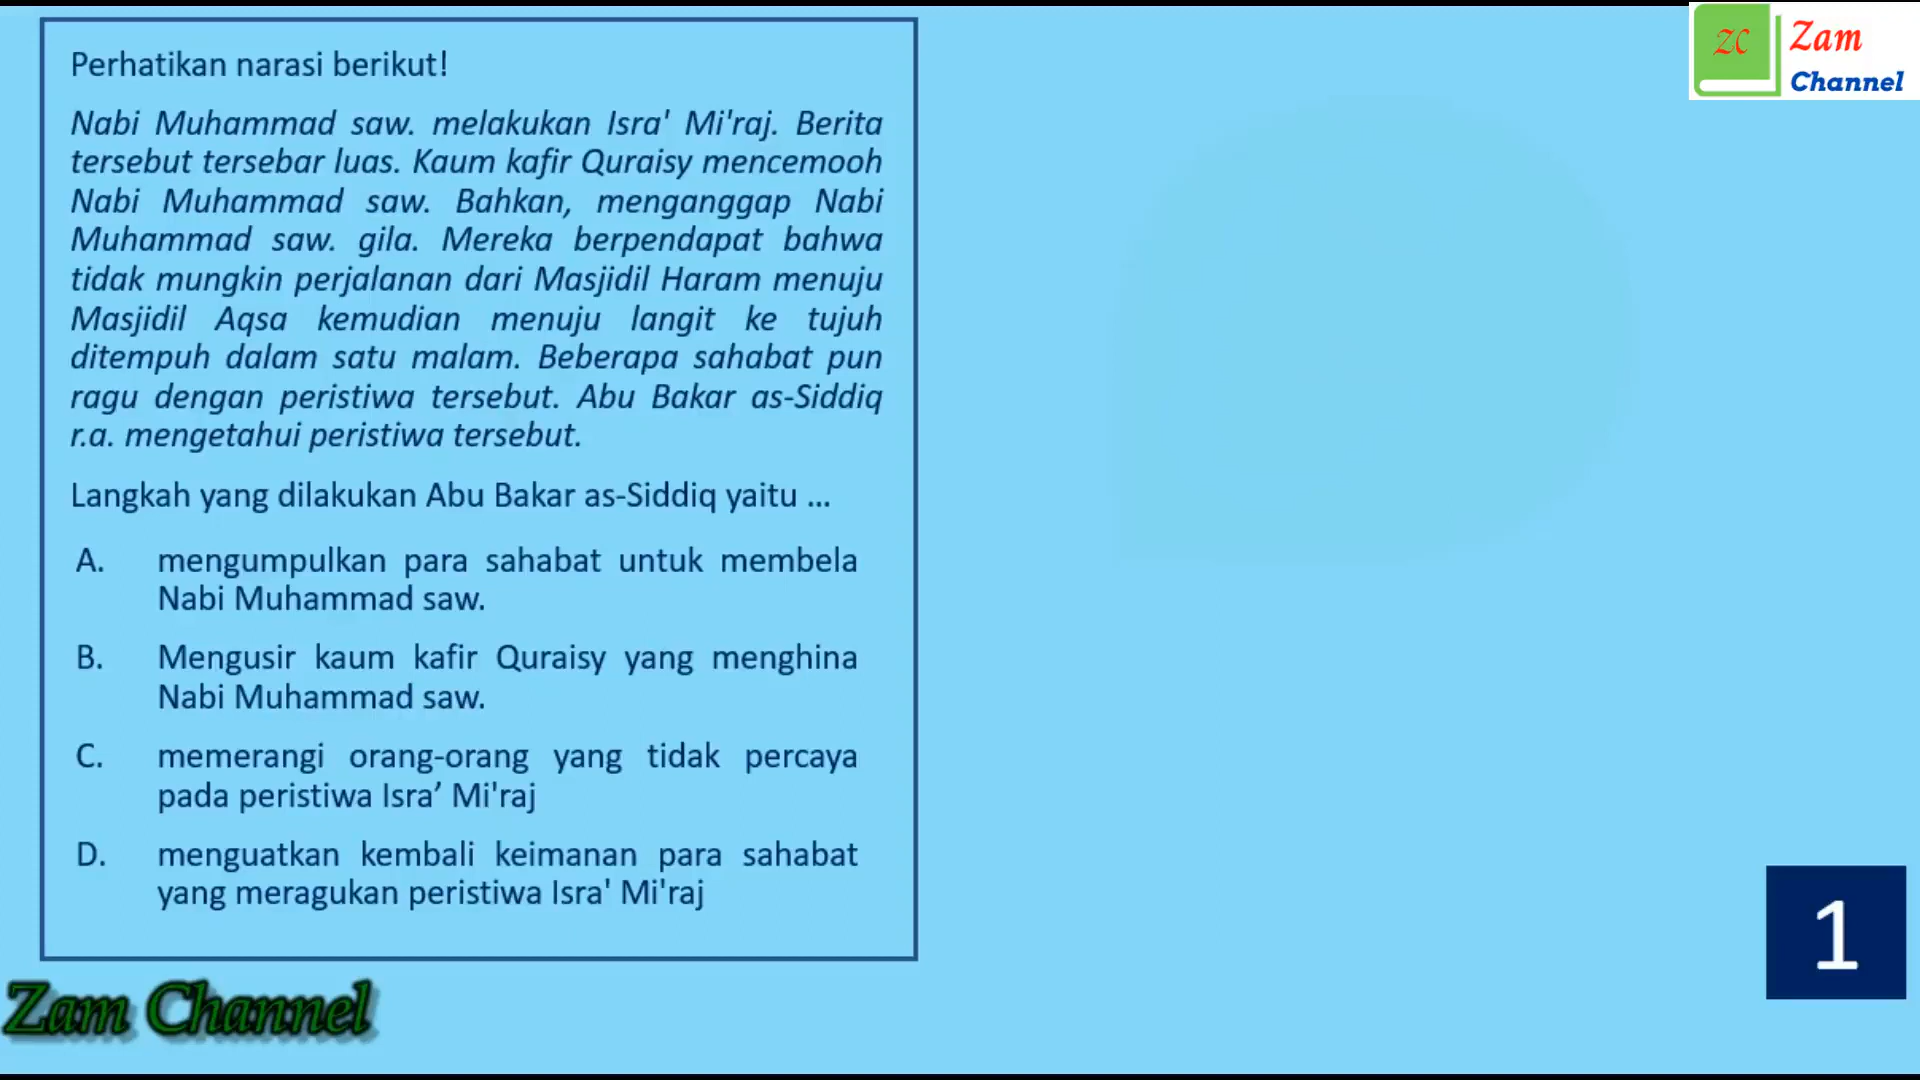 ZC
Zam
Channel
Perhatikan narasi berikut!
Nabi Muhammad saw. melakukan Isra' Mi'raj. Berita
tersebut tersebar luas. Kaum kafir Quraisy mencemooh
Nabi Muhammad saw. Bahkan, menganggap Nabi
Muhammad saw. gila. Mereka berpendapat bahwa
tidak mungkin perjalanan dari Masjidil Haram menuju
Masjidil Aqsa kemudian menuju langit ke tujuh
ditempuh dalam satu malam. Beberapa sahabat pun
ragu dengan peristiwa tersebut. Abu Bakar as-Siddiq
r.a. mengetahui peristiwa tersebut.
Langkah yang dilakukan Abu Bakar as-Siddiq yaitu ...
A. mengumpulkan para sahabat untuk membela
Nabi Muhammad saw.
B. Mengusir kaum kafir Quraisy yang menghina
Nabi Muhammad saw.
C. memerangi orang-orang yang tidak percaya
pada peristiwa Isra’ Mi'raj
D. menguatkan kembali keimanan para sahabat
yang meragukan peristiwa Isra' Mi'raj
1
Zam Channel